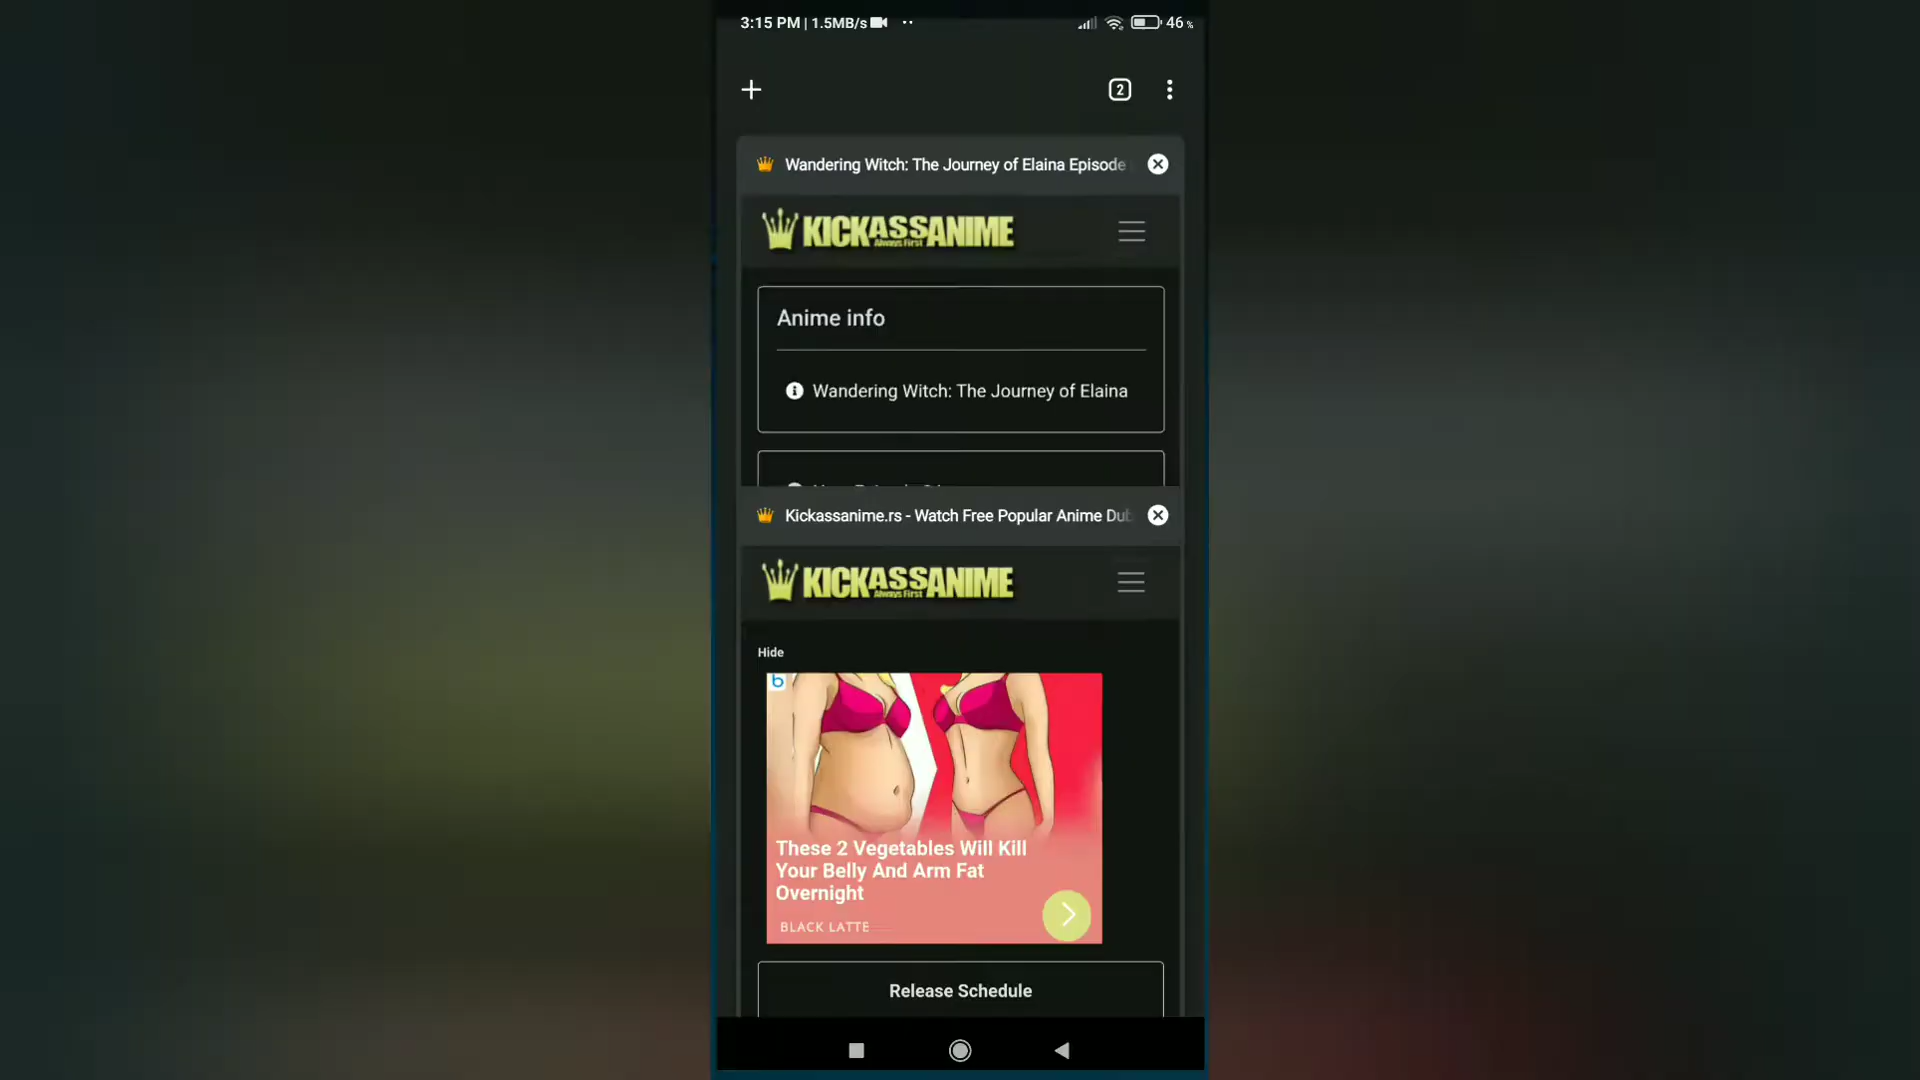 3:15 PM | 1.5MB/s
46%
2
Wandering Witch: The Journey of Elaina Episode
KICKASSANIME
Always First
Anime info
Wandering Witch: The Journey of Elaina
Kickassanime.rs - Watch Free Popular Anime Dub
KICKASSANIME
Always First
Hide
b
These 2 Vegetables Will Kill
Your Belly And Arm Fat
Overnight
BLACK LATTE
Release Schedule